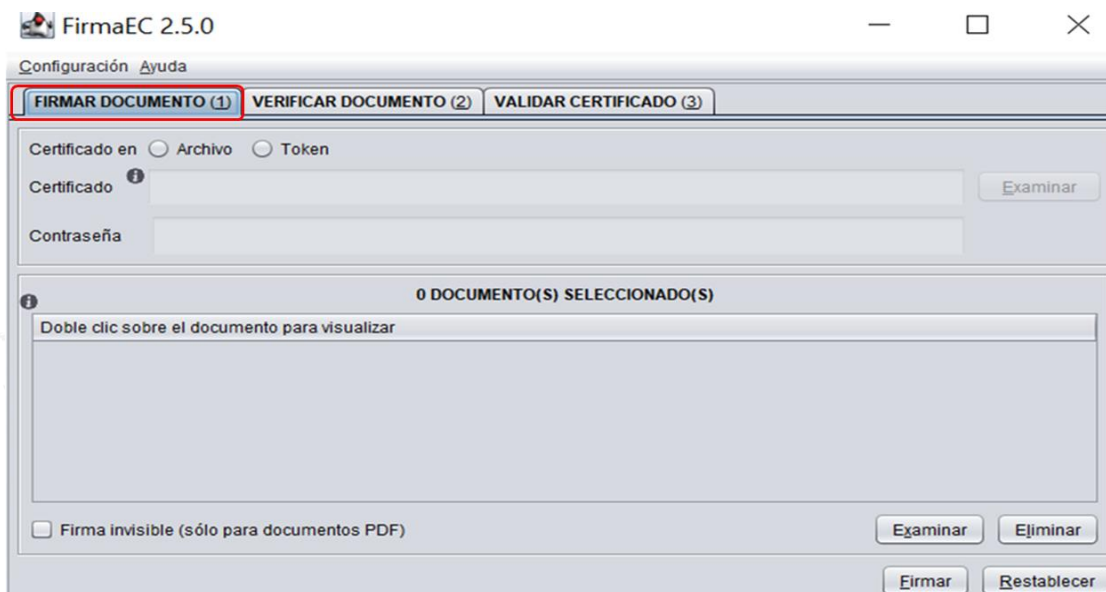 FirmaEC 2.5.0
Configuración Ayuda
FIRMAR DOCUMENTO (1) VERIFICAR DOCUMENTO (2) VALIDAR CERTIFICADO (3)
Certificado en Archivo Token
Certificado Examinar
Contraseña
0 DOCUMENTO(S) SELECCIONADO(S)
Doble clic sobre el documento para visualizar
Firma invisible (sólo para documentos PDF) Examinar Eliminar
Firmar Restablecer